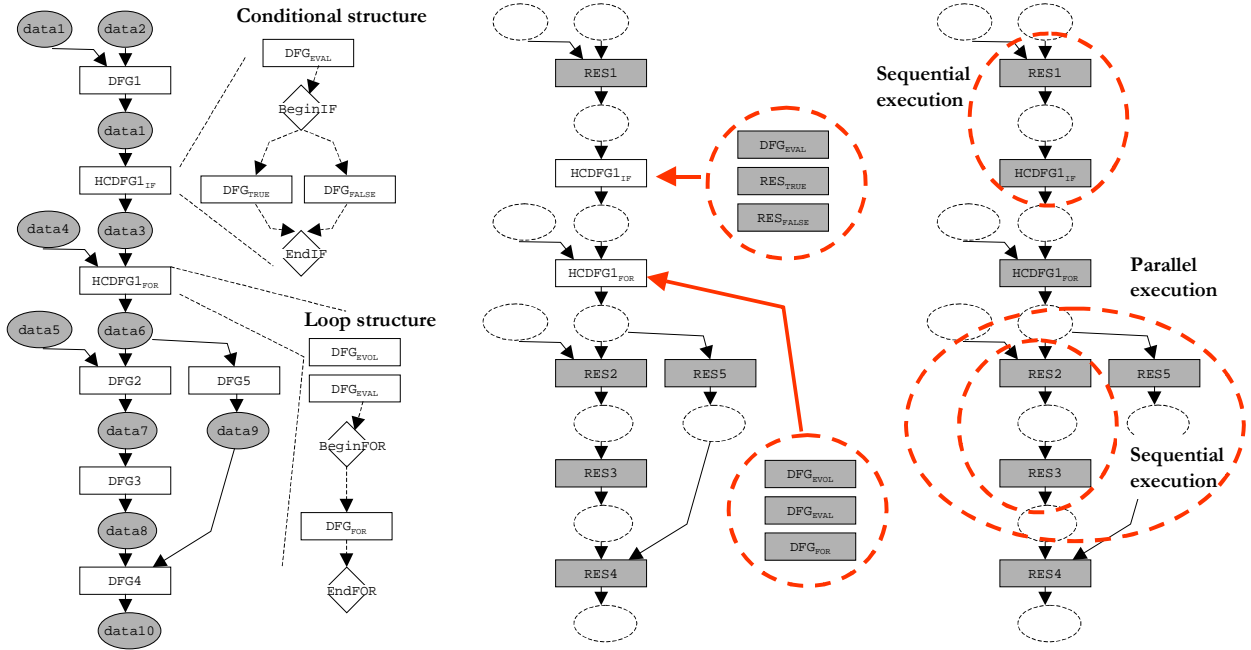 Conditional structure
data1
data2
DFG1
data1
HCDFG1IF
data4
data3
HCDFG1FOR
data5
data6
DFG2
DFG5
data7
data9
DFG3
data8
DFG4
data10
DFGEVAL
BeginIF
DFGTRUE
DFGFALSE
EndIF
Loop structure
DFGEVOL
DFGEVAL
BeginFOR
DFGFOR
EndFOR
RES1
HCDFG1IF
HCDFG1FOR
RES2
RES5
RES3
RES4
DFGEVAL
RESTRUE
RESFALSE
DFGEVOL
DFGEVAL
DFGFOR
Sequential
execution
RES1
HCDFG1IF
HCDFG1FOR
Parallel
execution
RES2
RES5
RES3
Sequential
execution
RES4